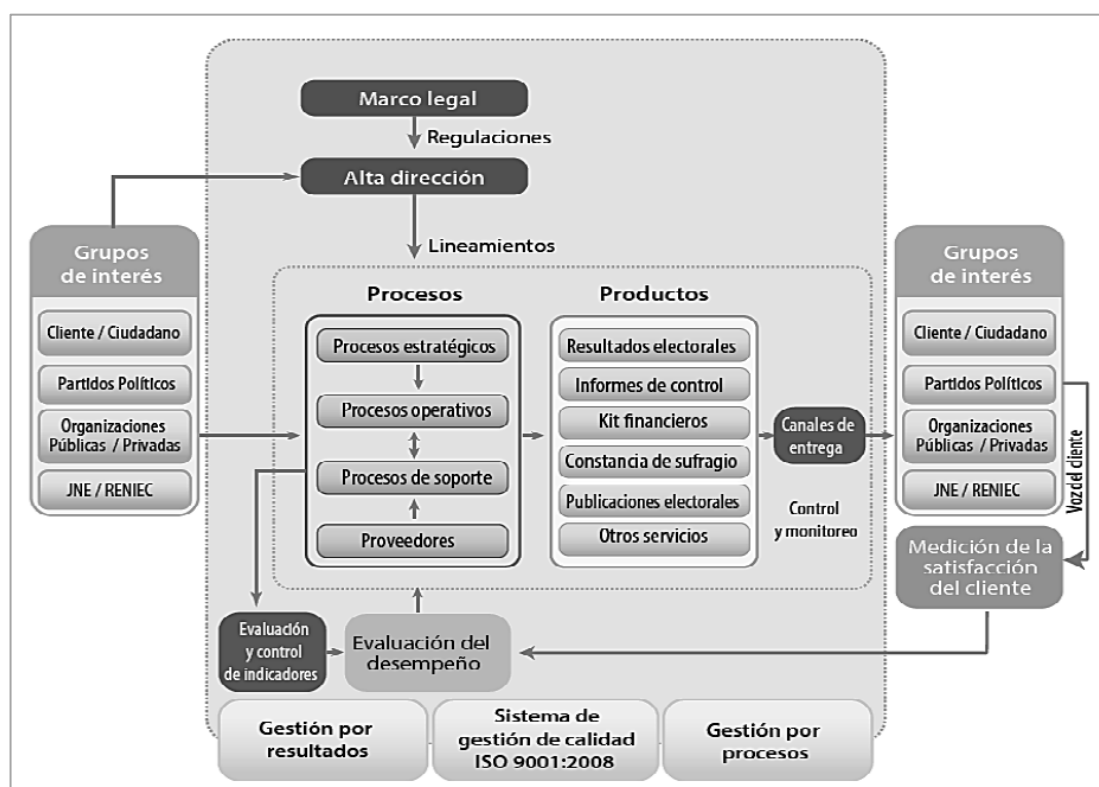 Marco legal
Regulaciones
Alta dirección
Lineamientos
Grupos
de interés
Cliente / Ciudadano
Partidos Políticos
Organizaciones
Públicas / Privadas
JNE / RENIEC
Procesos
Procesos estratégicos
Procesos operativos
Procesos de soporte
Proveedores
Productos
Resultados electorales
Informes de control
Kit financieros
Constancia de sufragio
Publicaciones electorales
Otros servicios
Canales de
entrega
Control
y monitoreo
Grupos
de interés
Cliente / Ciudadano
Partidos Políticos
Organizaciones
Públicas / Privadas
JNE / RENIEC
Voz del cliente
Medición de la
satisfacción
del cliente
Evaluación
y control
de indicadores
Evaluación del
desempeño
Gestión por
resultados
Sistema de
gestión de calidad
ISO 9001:2008
Gestión por
procesos